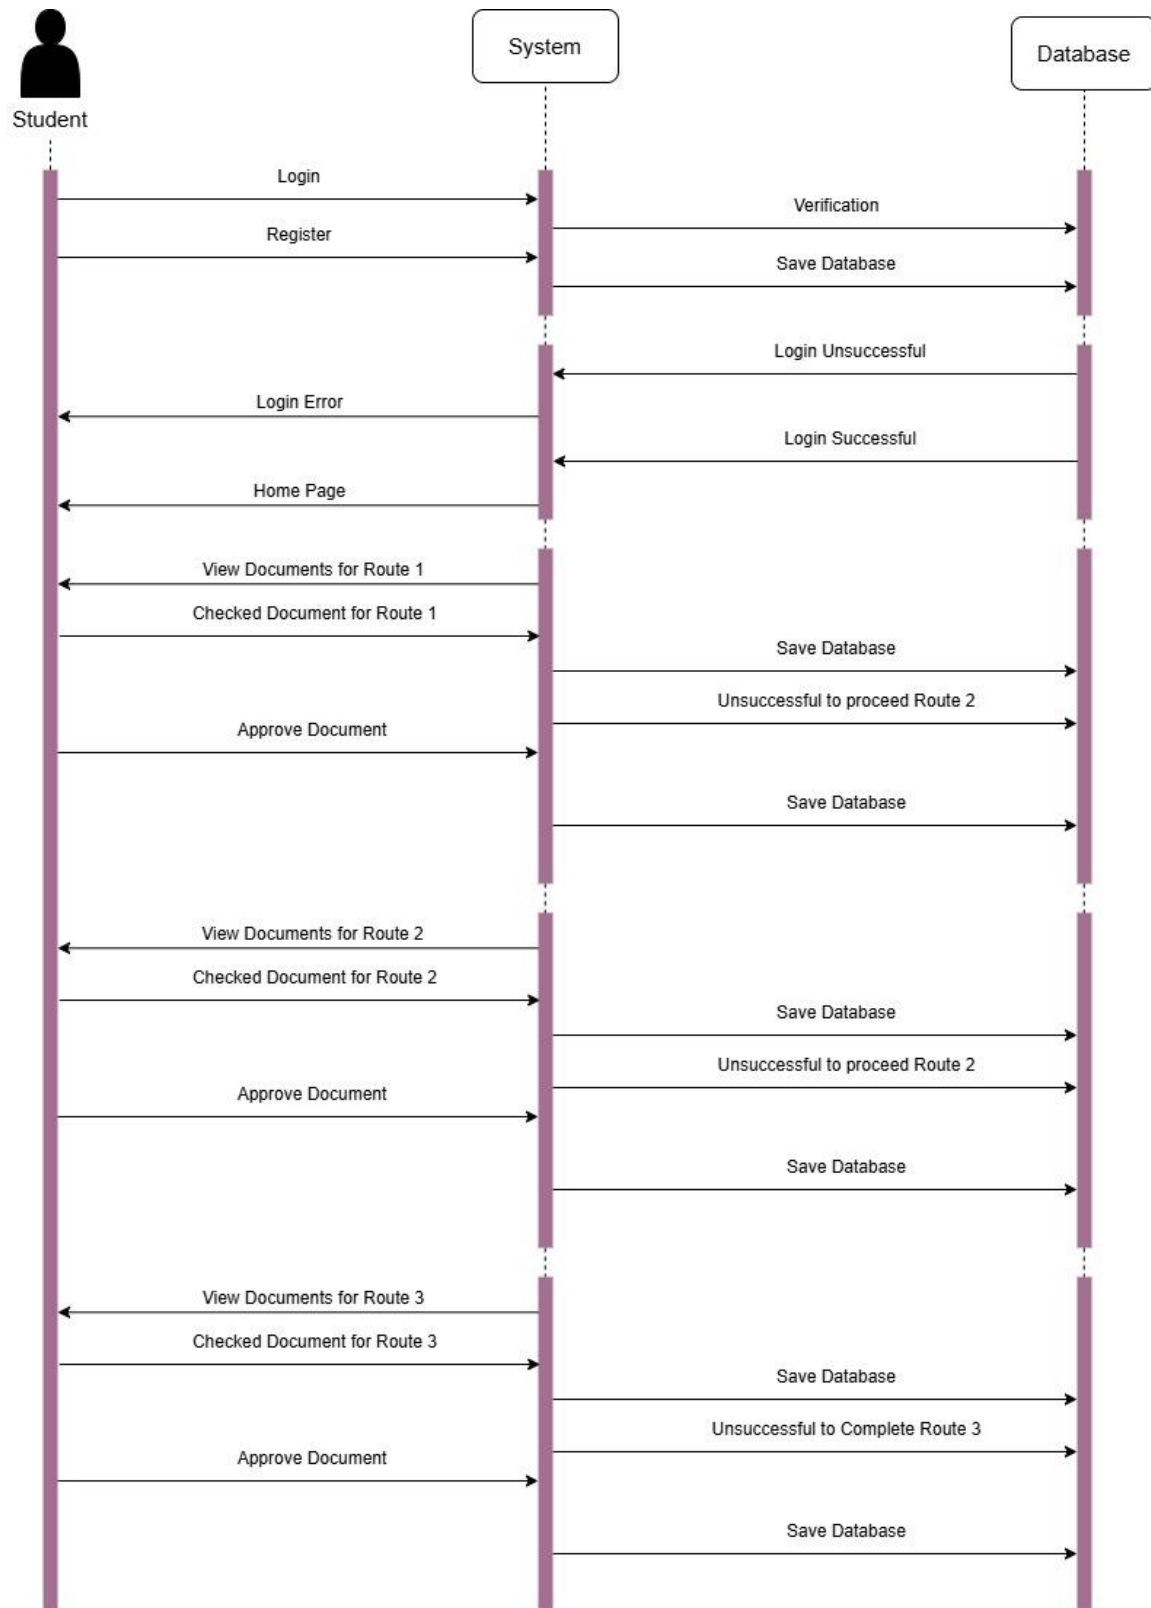 System
Database
Student
Login
Verification
Register
Save Database
Login Unsuccessful
Login Error
Login Successful
Home Page
View Documents for Route 1
Checked Document for Route 1
Save Database
Unsuccessful to proceed Route 2
Approve Document
Save Database
View Documents for Route 2
Checked Document for Route 2
Save Database
Unsuccessful to proceed Route 2
Approve Document
Save Database
View Documents for Route 3
Checked Document for Route 3
Save Database
Unsuccessful to Complete Route 3
Approve Document
Save Database